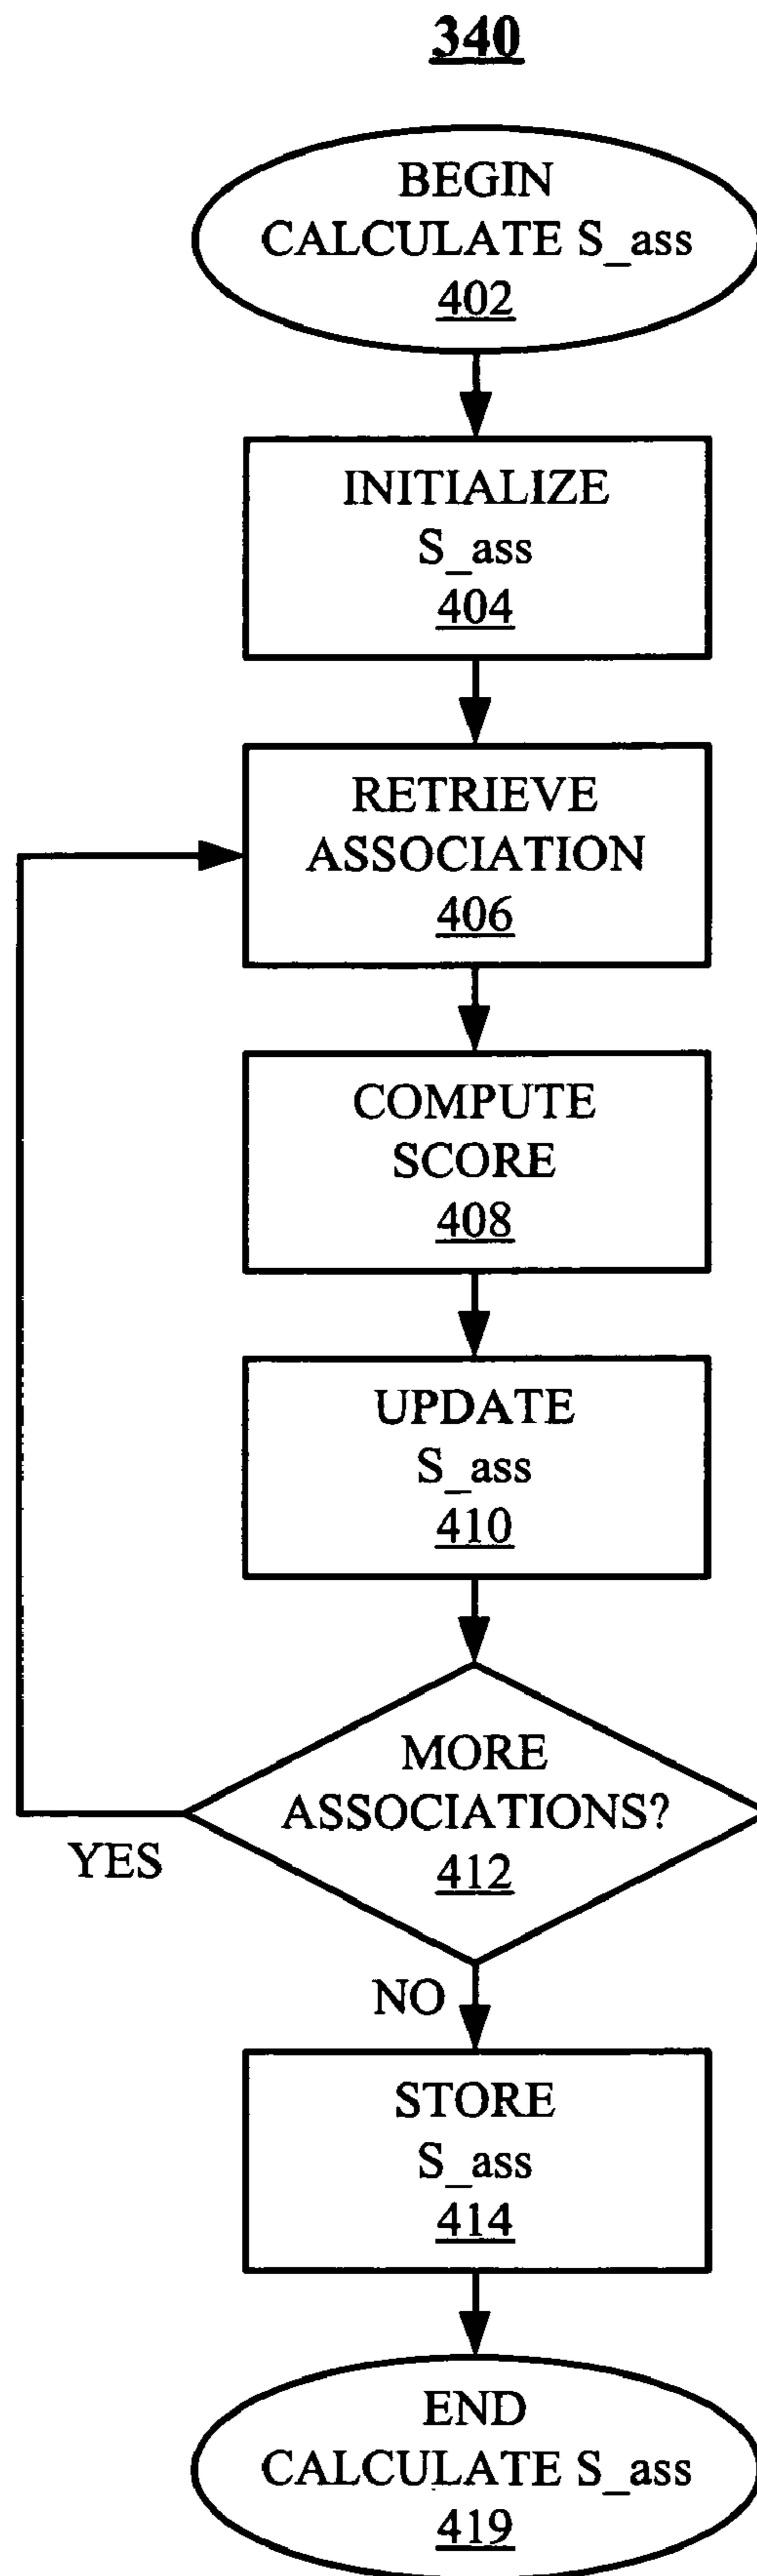 340
BEGIN
CALCULATE S_ass
402
INITIALIZE
S_ass
404
RETRIEVE
ASSOCIATION
406
COMPUTE
SCORE
408
UPDATE
S_ass
410
MORE
ASSOCIATIONS?
412
YES
NO
STORE
S_ass
414
END
CALCULATE S_ass
419